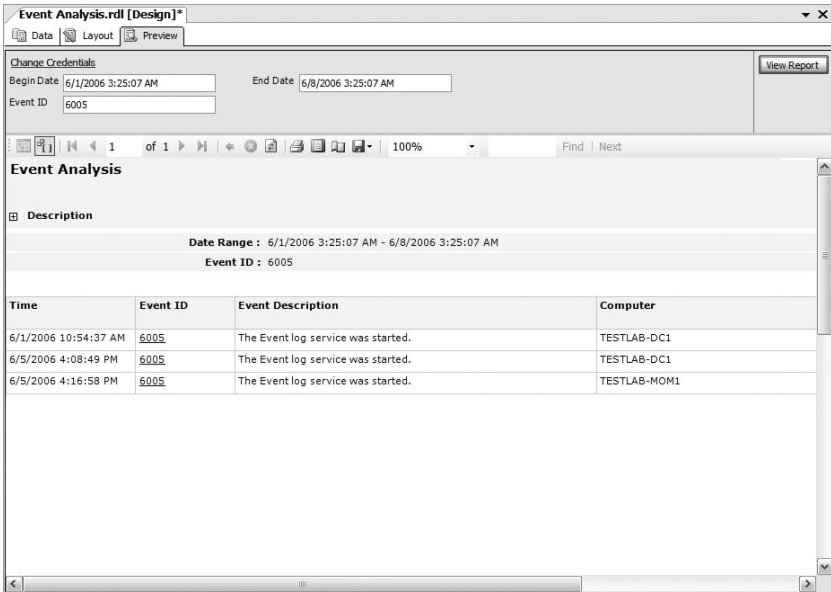 Event Analysis.rdl [Design]*
Data Layout Preview
Change Credentials
Begin Date 6/1/2006 3:25:07 AM End Date 6/8/2006 3:25:07 AM View Report
Event ID 6005
1 of 1 100% Find | Next
Event Analysis
Description
Date Range : 6/1/2006 3:25:07 AM - 6/8/2006 3:25:07 AM
Event ID : 6005
Time Event ID Event Description Computer
6/1/2006 10:54:37 AM 6005 The Event log service was started. TESTLAB-DC1
6/5/2006 4:08:49 PM 6005 The Event log service was started. TESTLAB-DC1
6/5/2006 4:16:58 PM 6005 The Event log service was started. TESTLAB-MOM1